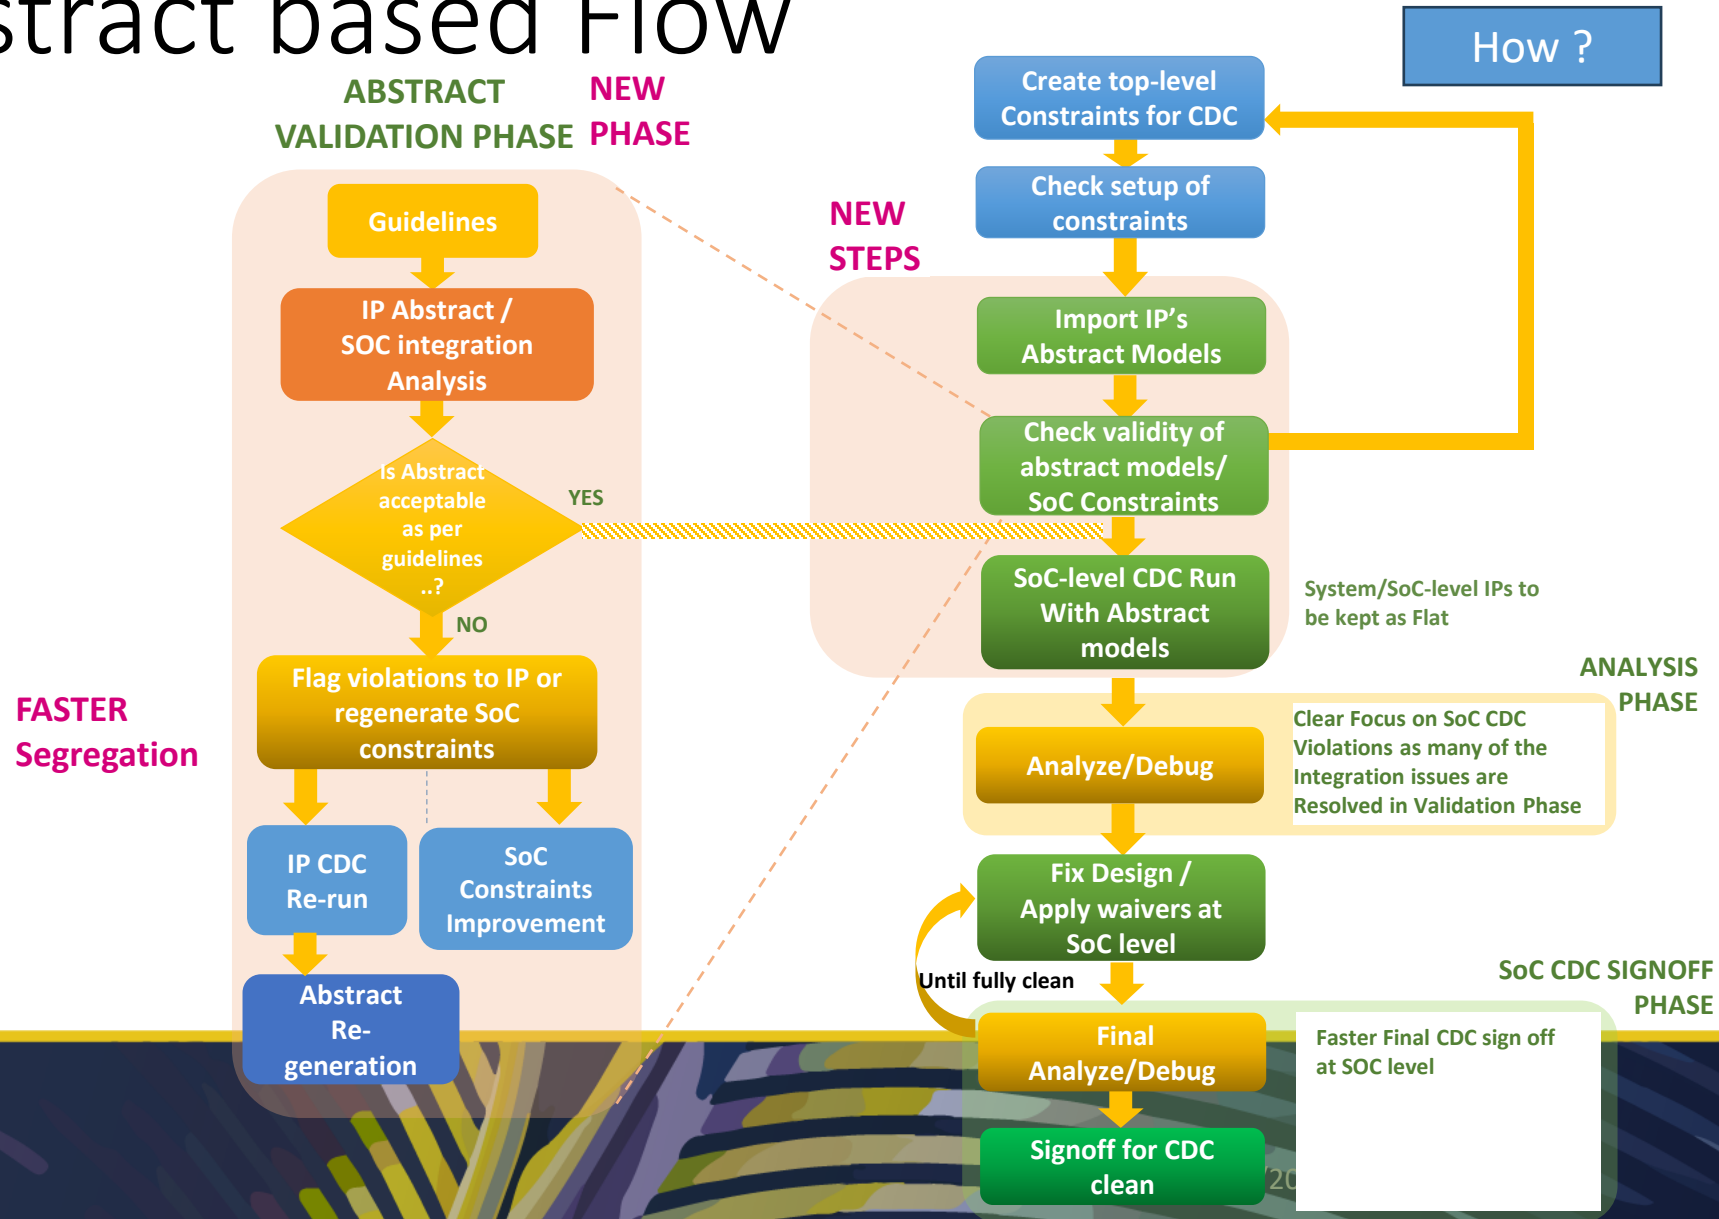 stract based Flow
How ?
ABSTRACT
VALIDATION PHASE
NEW
PHASE
Guidelines
IP Abstract /
SOC integration
Analysis
Is Abstract
acceptable
as per
guidelines
..?
YES
NO
Flag violations to IP or
regenerate SoC
constraints
FASTER
Segregation
IP CDC
Re-run
SoC
Constraints
Improvement
Abstract
Re-
generation
Create top-level
Constraints for CDC
Check setup of
constraints
NEW
STEPS
Import IP's
Abstract Models
Check validity of
abstract models/
SoC Constraints
SoC-level CDC Run
With Abstract
models
System/SoC-level IPs to
be kept as Flat
ANALYSIS
PHASE
Analyze/Debug
Clear Focus on SoC CDC
Violations as many of the
Integration issues are
Resolved in Validation Phase
Fix Design /
Apply waivers at
SoC level
Until fully clean
SoC CDC SIGNOFF
PHASE
Final
Analyze/Debug
Faster Final CDC sign off
at SOC level
Signoff for CDC
clean
/20